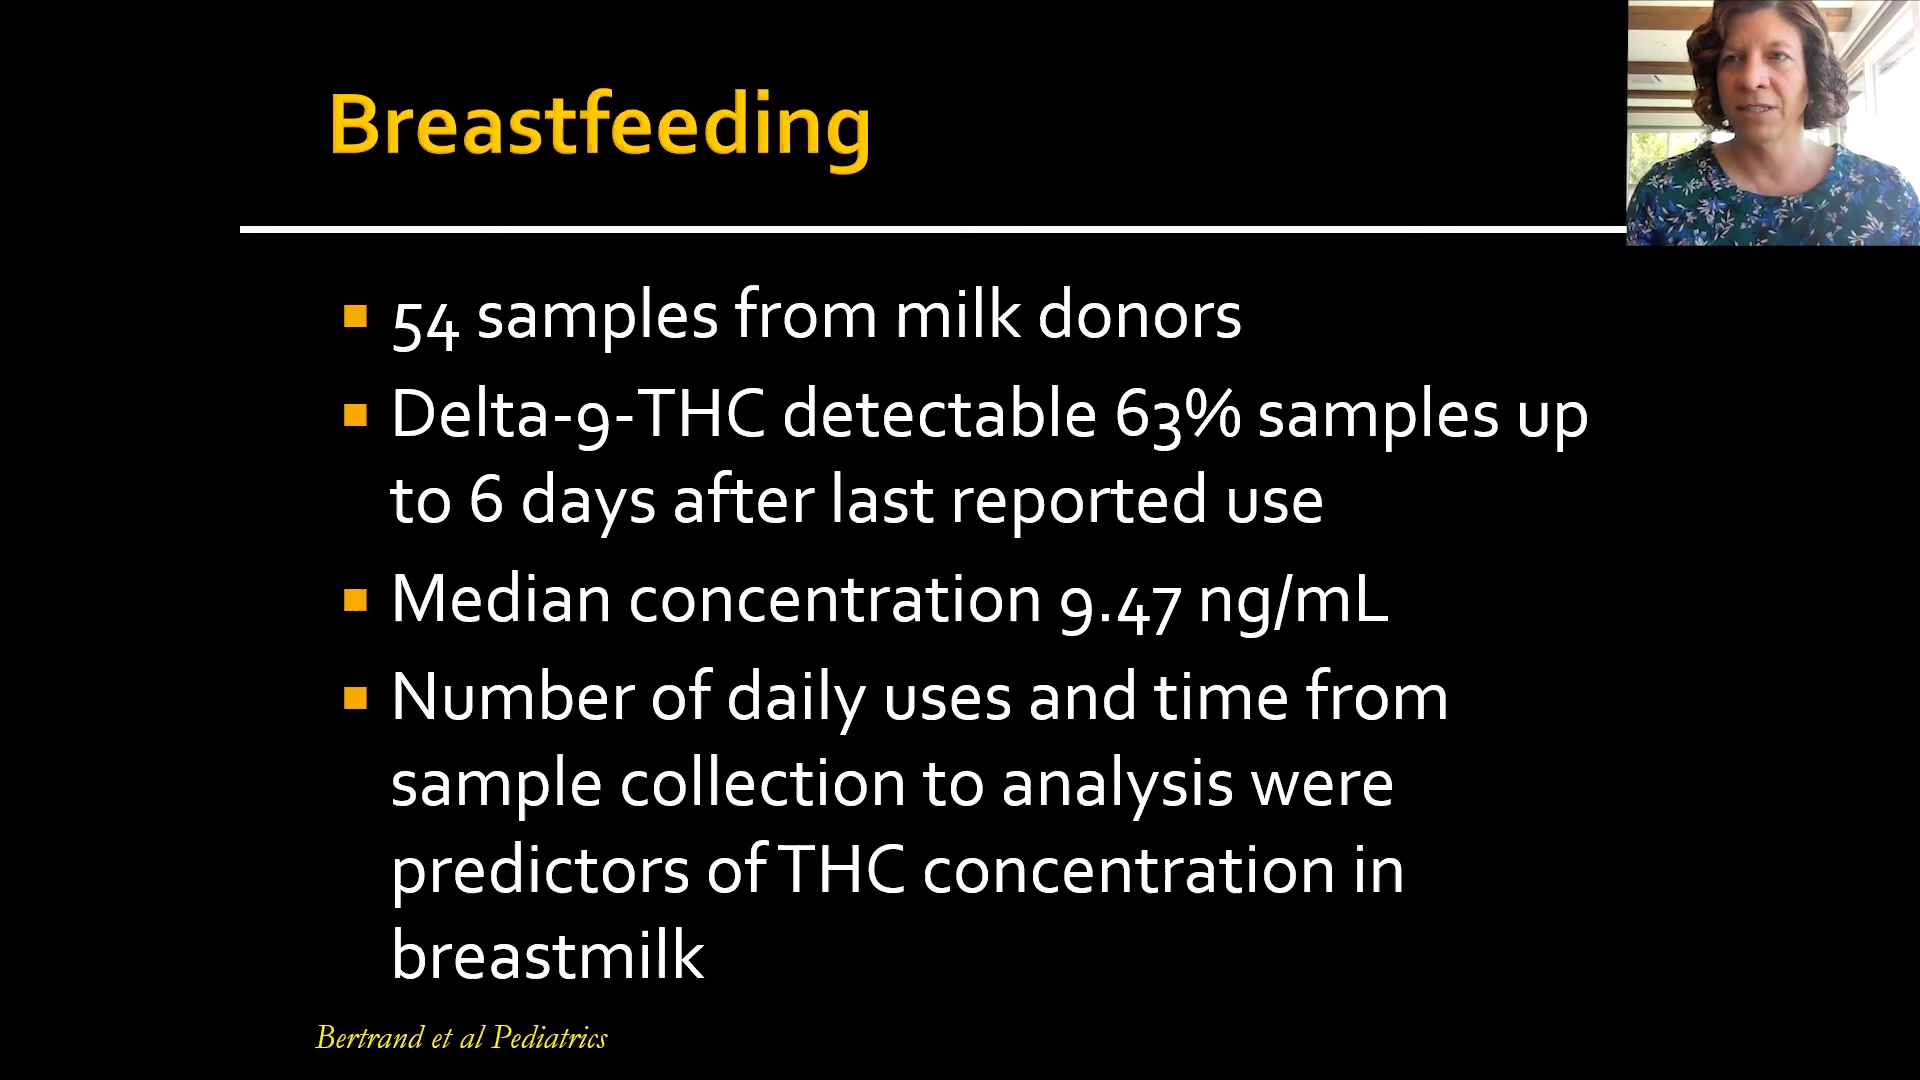 Breastfeeding
54 samples from milk donors
Delta-9-THC detectable 63% samples up
to 6 days after last reported use
Median concentration 9.47 ng/mL
Number of daily uses and time from
sample collection to analysis were
predictors of THC concentration in
breastmilk
Bertrand et al Pediatrics